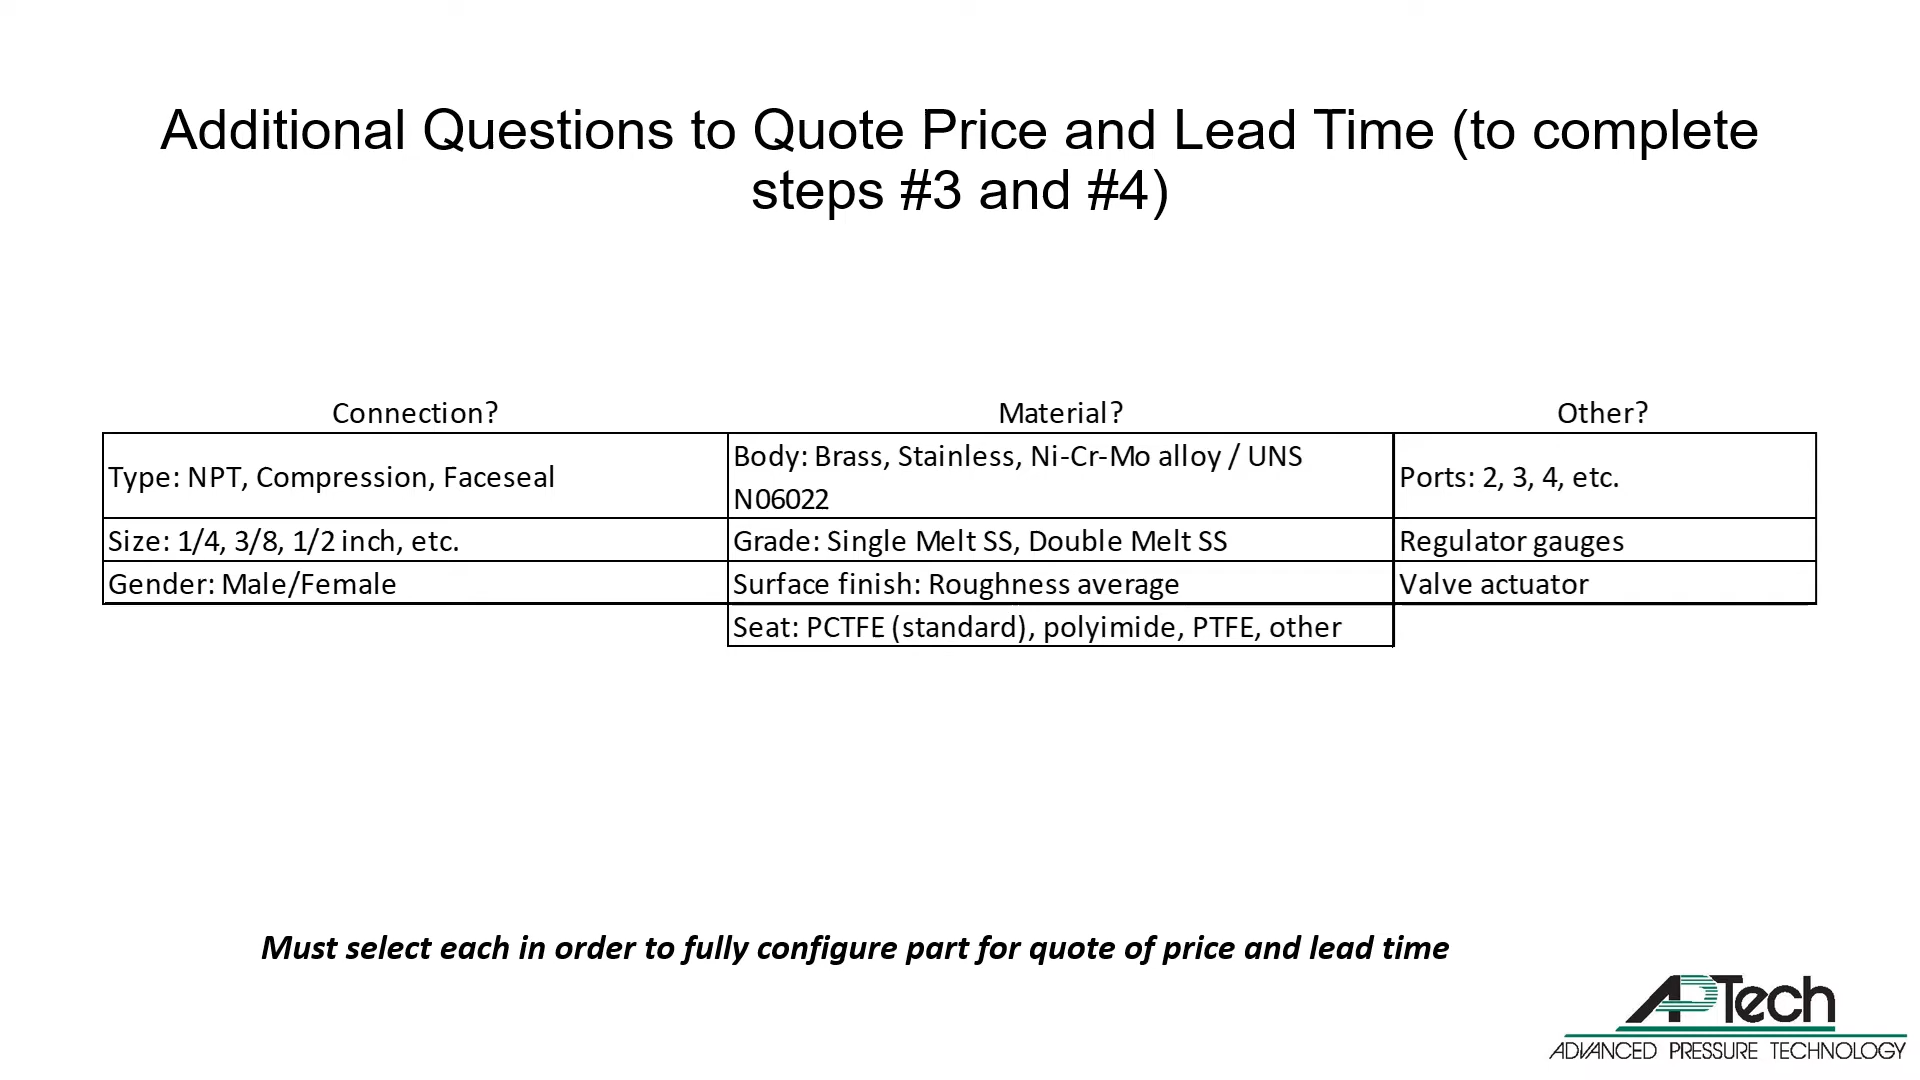 Additional Questions to Quote Price and Lead Time (to complete
steps #3 and #4)
Connection?
Material?
Other?
Type: NPT, Compression, Faceseal
Body: Brass, Stainless, Ni-Cr-Mo alloy / UNS
N06022
Ports: 2, 3, 4, etc.
Size: 1/4, 3/8, 1/2 inch, etc.
Grade: Single Melt SS, Double Melt SS
Regulator gauges
Gender: Male/Female
Surface finish: Roughness average
Valve actuator
Seat: PCTFE (standard), polyimide, PTFE, other
Must select each in order to fully configure part for quote of price and lead time
APTech
ADVANCED PRESSURE TECHNOLOGY